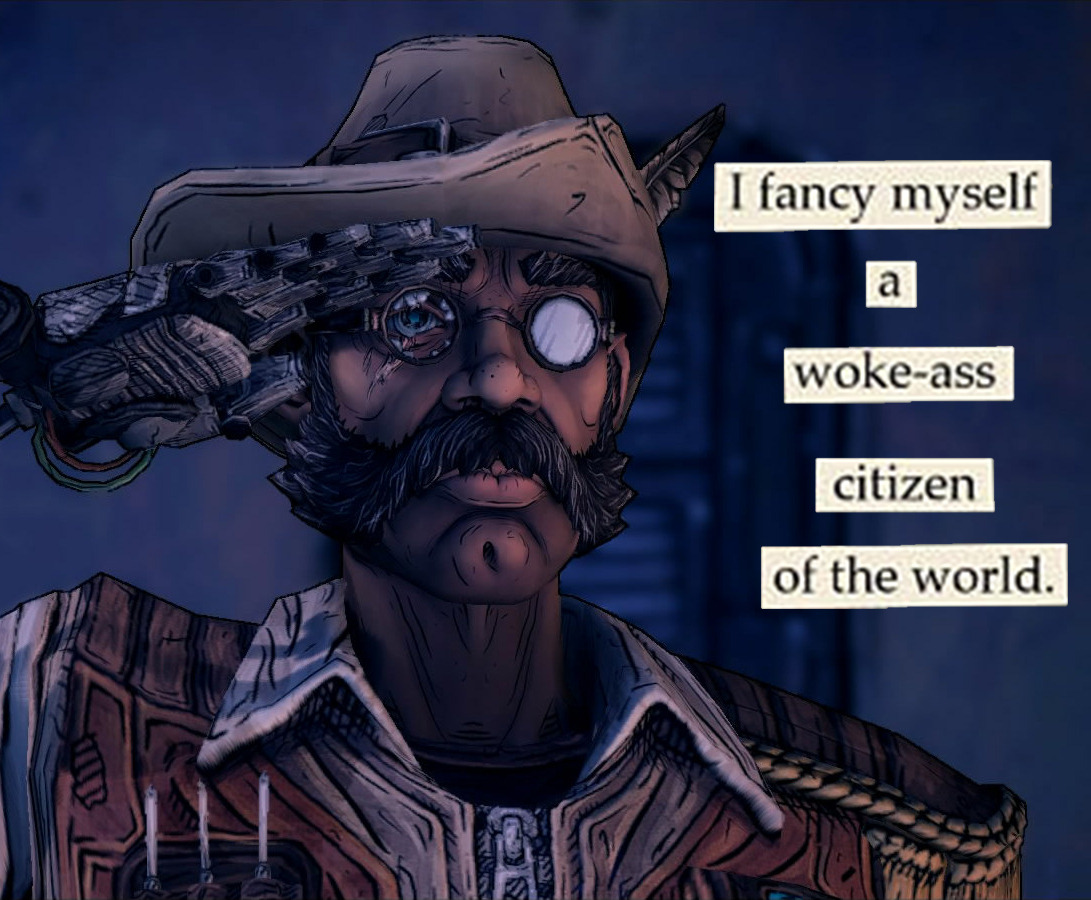 I fancy myself
a
woke-ass
citizen
of the world.